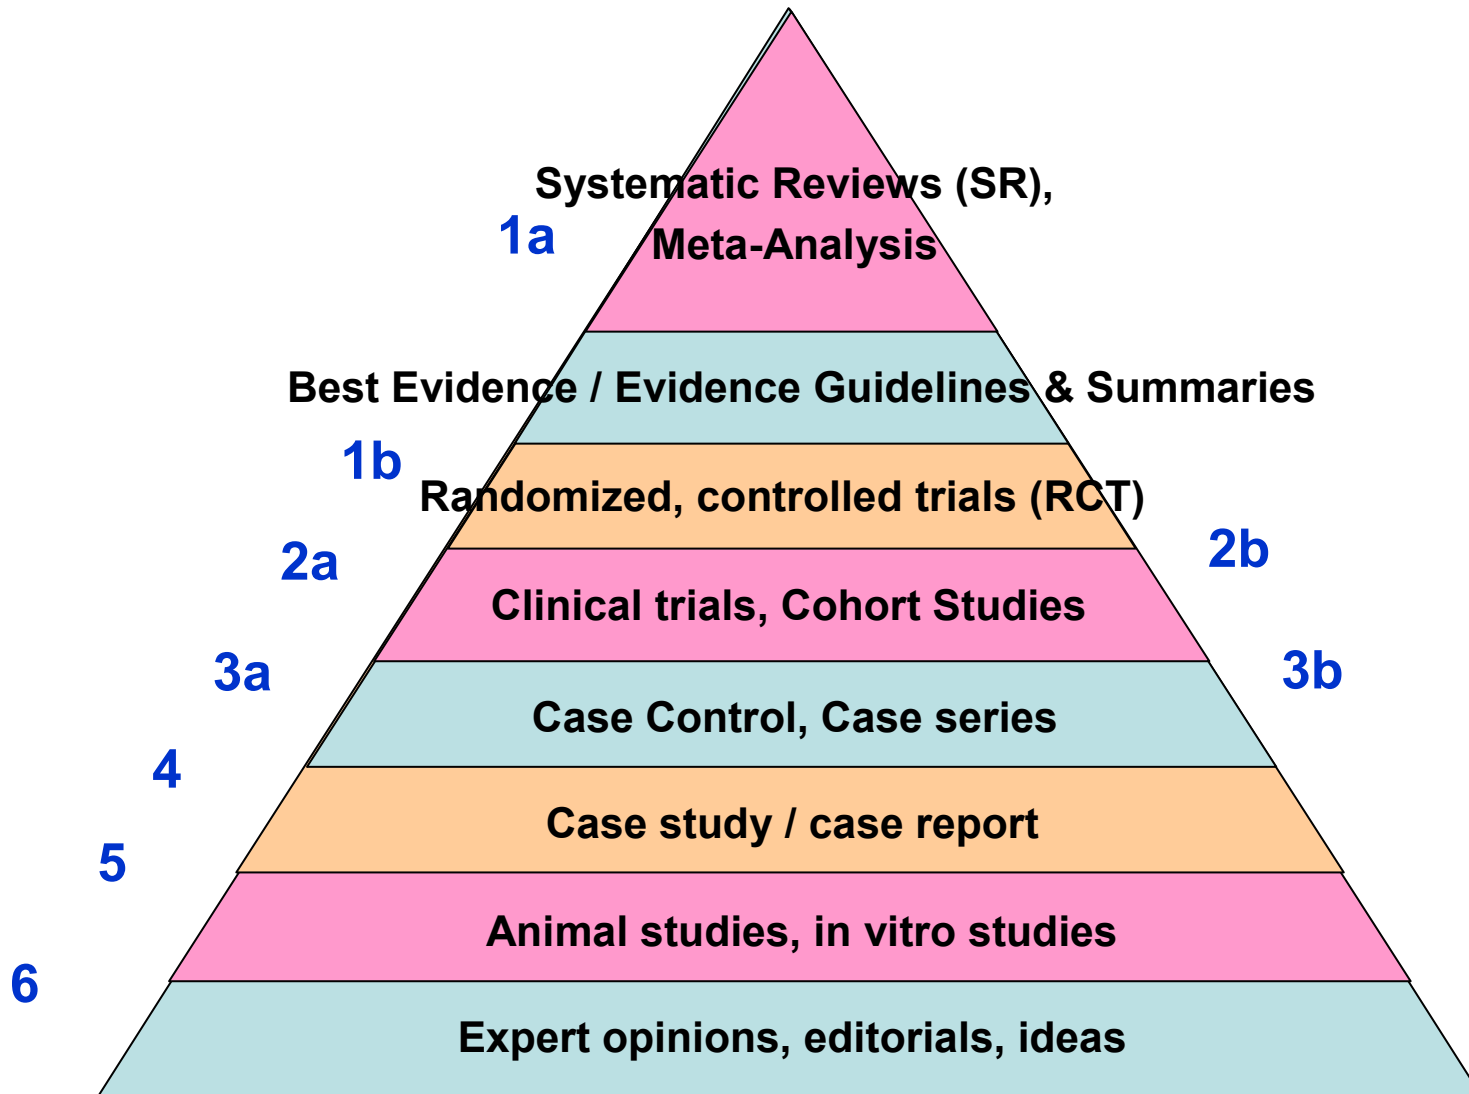 Systematic Reviews (SR),
1a
Meta-Analysis
Best Evidence / Evidence Guidelines & Summaries
1b
Randomized, controlled trials (RCT)
2a
2b
Clinical trials, Cohort Studies
3a
3b
Case Control, Case series
4
Case study / case report
5
Animal studies, in vitro studies
6
Expert opinions, editorials, ideas